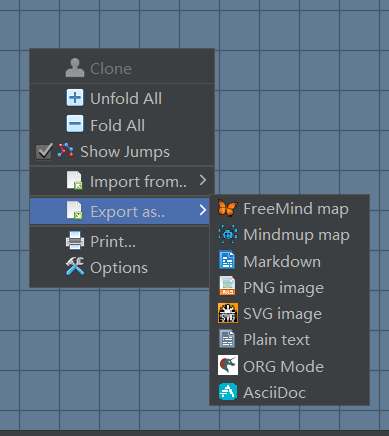 Clone
Unfold All
Fold All
Show Jumps
Import from..
Export as..
Print...
Options
FreeMind map
Mindmup map
Markdown
PNG image
SVG image
Plain text
ORG Mode
AsciiDoc